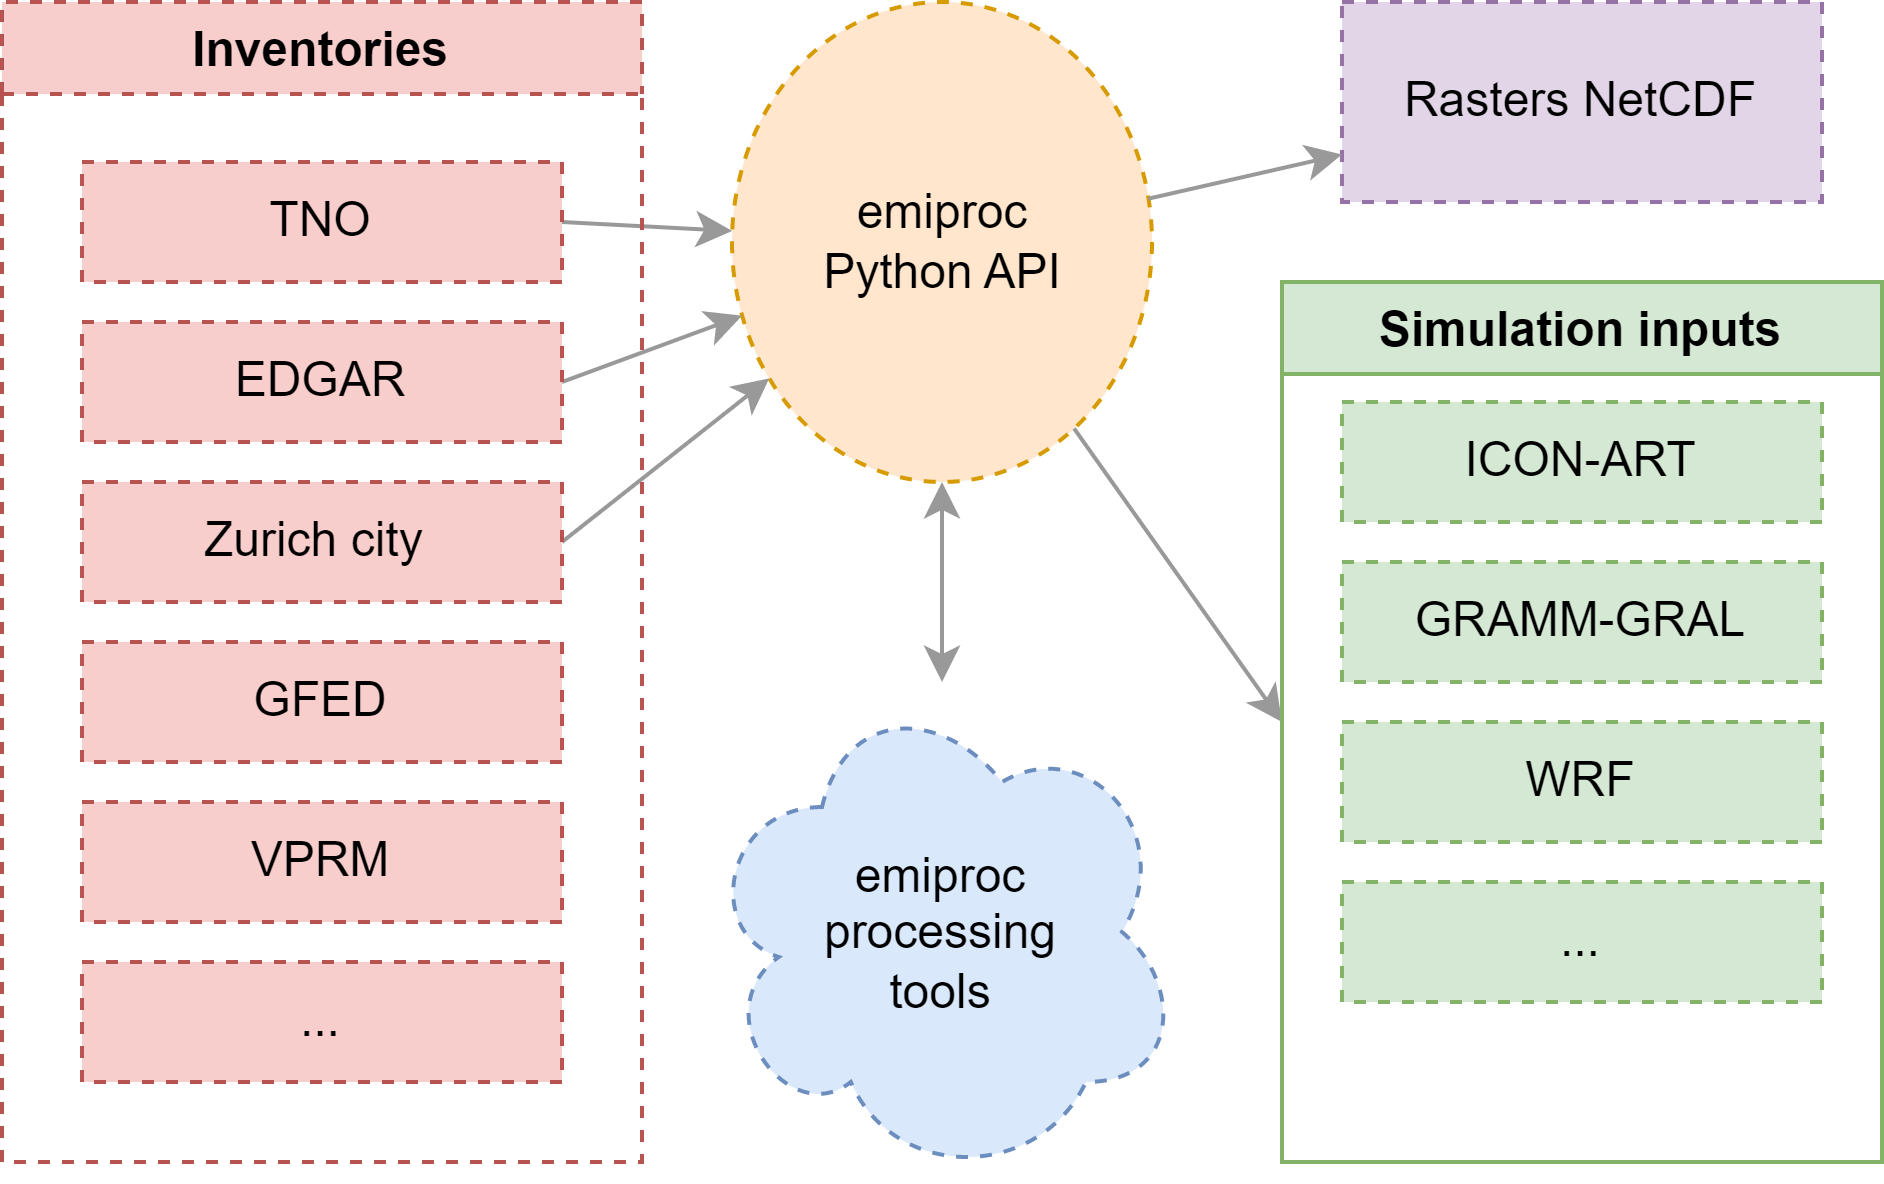 Inventories
TNO
EDGAR
Zurich city
GFED
VPRM
...
emiproc
Python API
emiproc
processing
tools
Rasters NetCDF
Simulation inputs
ICON-ART
GRAMM-GRAL
WRF
...